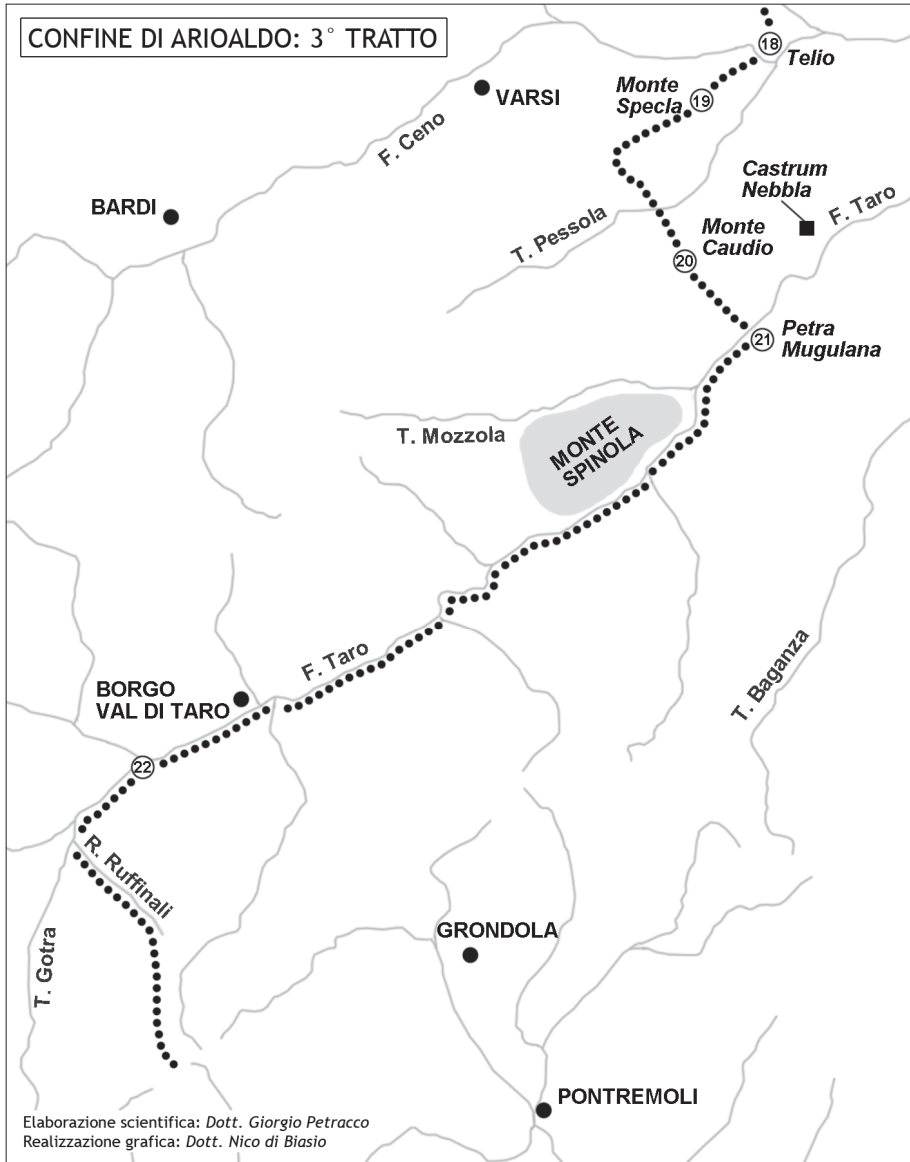 CONFINE DI ARIOALDO: 3° TRATTO
18
Telio
Monte
Specla
19
VARSI
F. Ceno
Castrum
Nebbla
F. Taro
BARDI
T. Pessola
Monte
Caudio
20
21
Petra
Mugulana
T. Mozzola
MONTE
SPINOLA
T. Baganza
F. Taro
BORGO
VAL DI TARO
22
R. Ruffinali
T. Gotra
GRONDOLA
PONTREMOLI
Elaborazione scientifica: Dott. Giorgio Petracco
Realizzazione grafica: Dott. Nico di Biasio